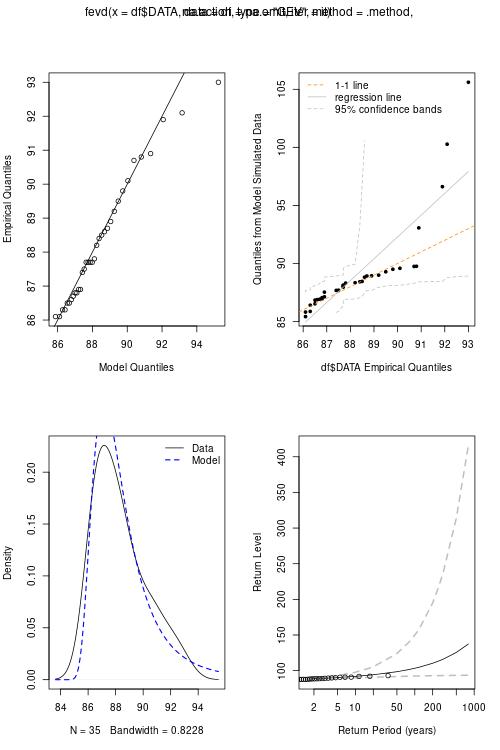 fevd(x = df$DATA, data = df, type = "GEV", method = .method,
93
92
91
90
89
88
87
86
Empirical Quantiles
86 88 90 92 94
Model Quantiles
1-1 line
regression line
95% confidence bands
105
100
95
90
85
Quantiles from Model Simulated Data
86 87 88 89 90 91 92 93
df$DATA Empirical Quantiles
Data
Model
0.20
0.15
0.10
0.05
0.00
Density
84 86 88 90 92 94
N = 35 Bandwidth = 0.8228
400
350
300
250
200
150
100
Return Level
2 5 10 50 200 1000
Return Period (years)